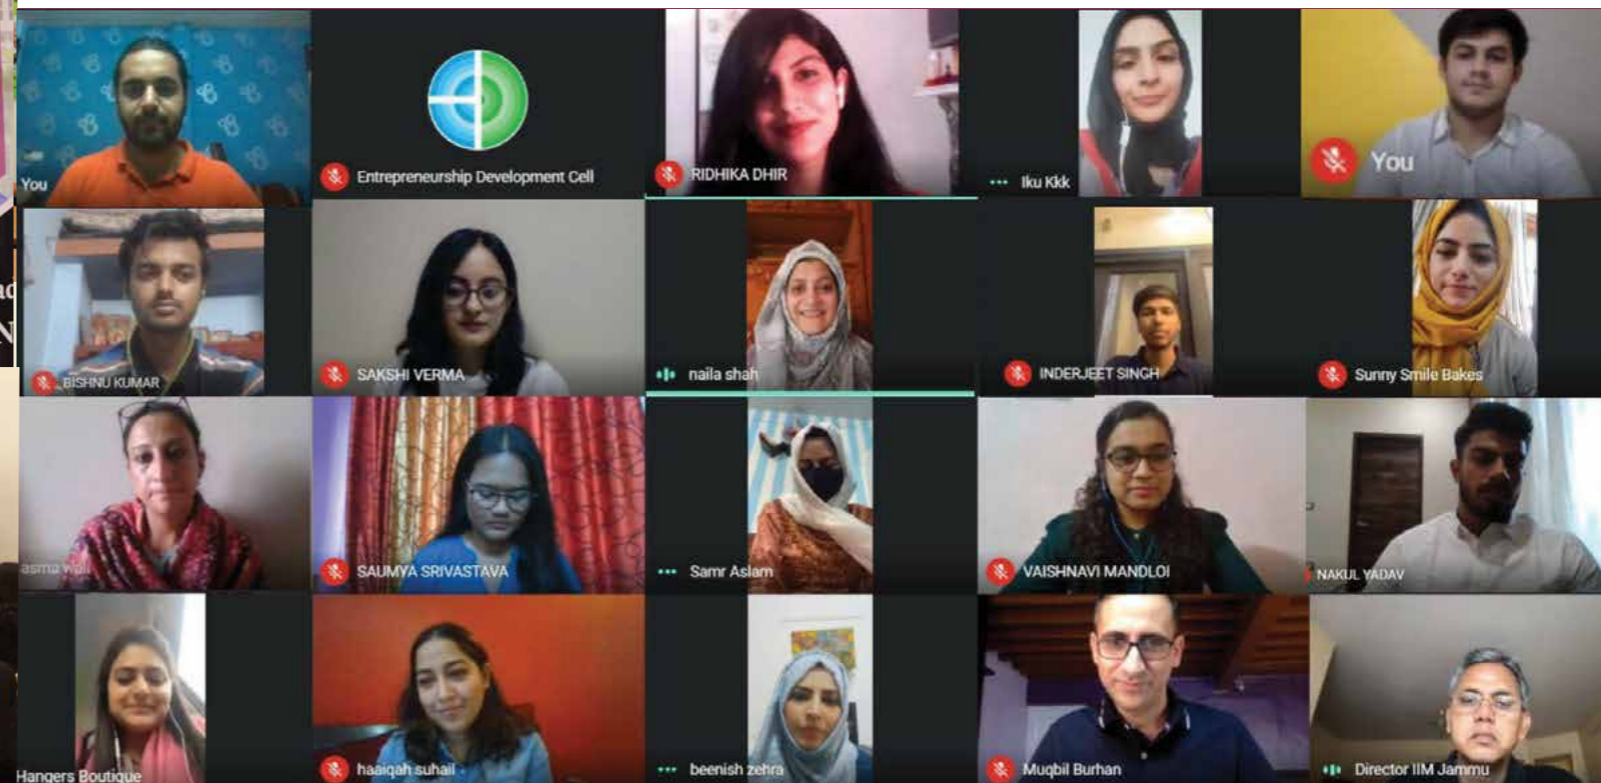 You
Entrepreneurship Development Cell
RIDHIKA DHIR
Iku Kkk
You
BISHNU KUMAR
SAKSHI VERMA
naila shah
INDERJEET SINGH
Sunny Smile Bakes
asma wali
SAUMYA SRIVASTAVA
Samr Aslam
VAISHNAVI MANDLOI
NAKUL YADAV
Hangers Boutique
haaiqah suhail
beenish zehra
Muqbil Burhan
Director IIM Jammu